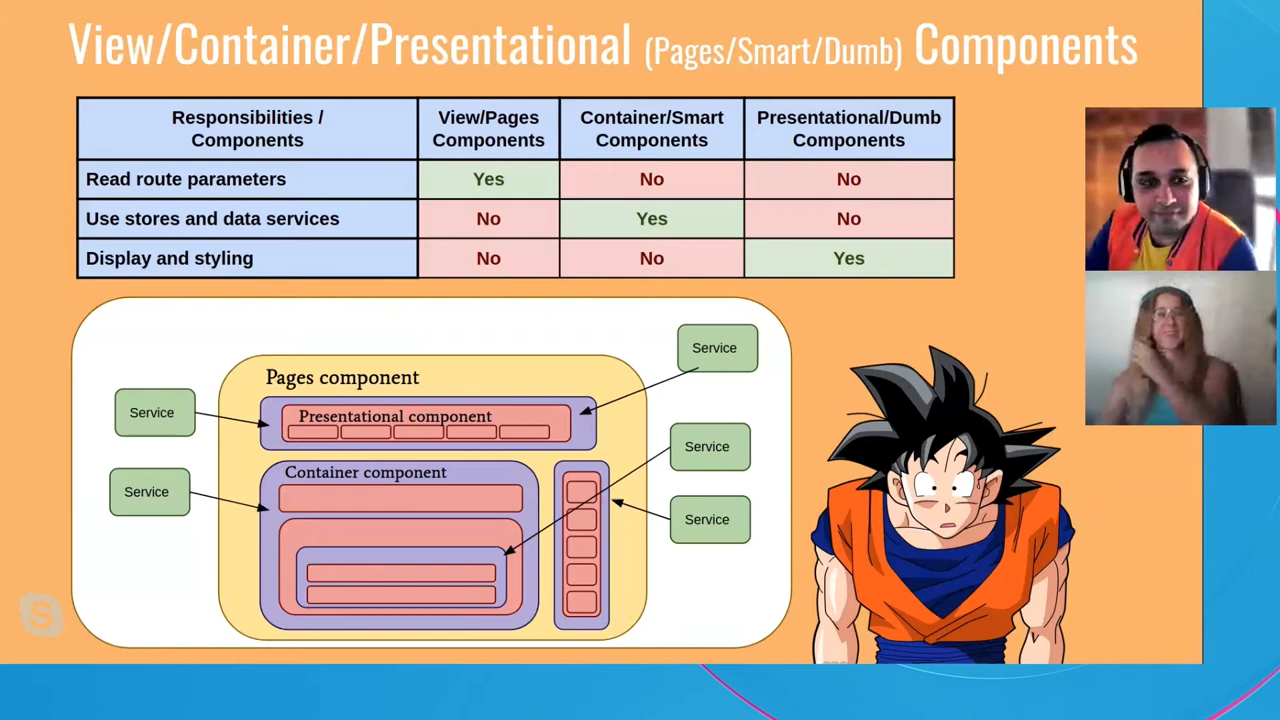 View/Container/Presentational (Pages/Smart/Dumb) Components
Responsibilities / Components
View/Pages Components
Container/Smart Components
Presentational/Dumb Components
Read route parameters
Yes
No
No
Use stores and data services
No
Yes
No
Display and styling
No
No
Yes
Service
Pages component
Service
Presentational component
Service
Container component
Service
Service
S